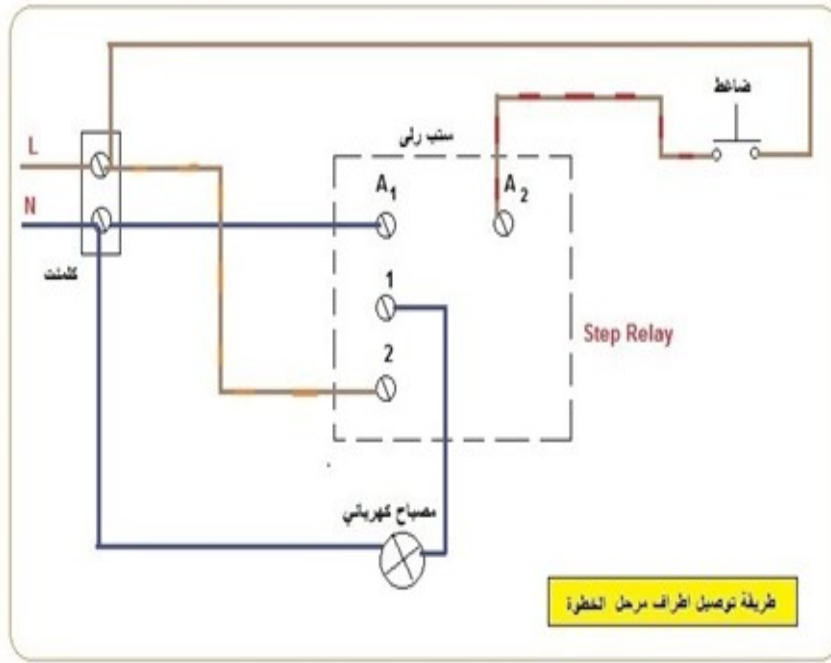 ضاغط
ستب رلى
L
A1
A2
N
كلمنت
1
Step Relay
2
مصباح كهربائي
طريقة توصيل اطراف مرحل الخطوة